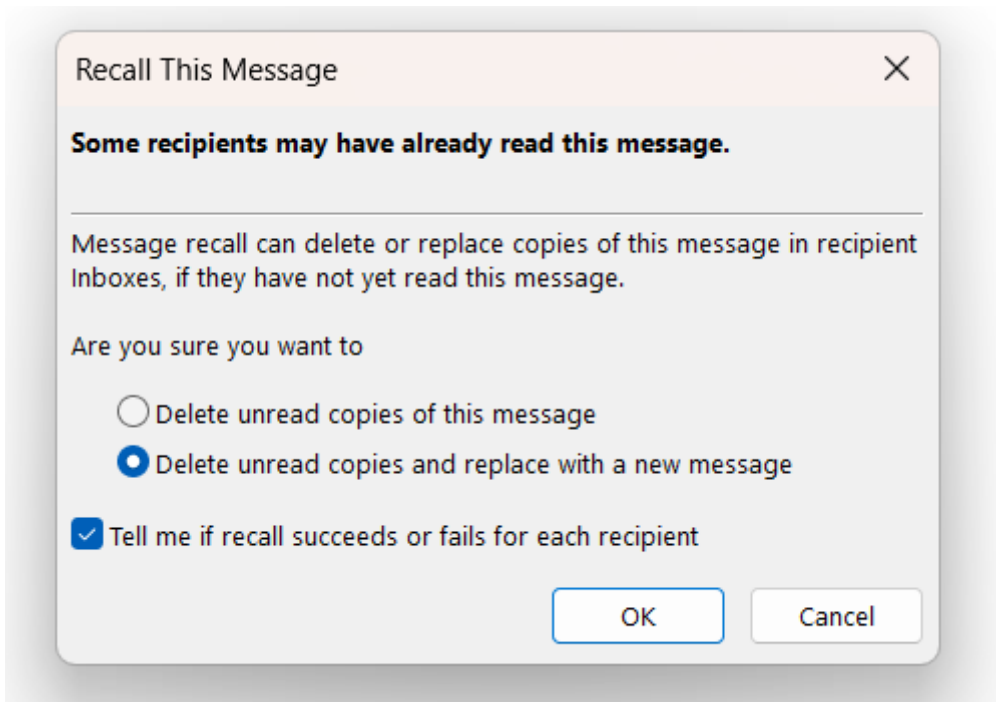 Recall This Message
Some recipients may have already read this message.
Message recall can delete or replace copies of this message in recipient
Inboxes, if they have not yet read this message.
Are you sure you want to
Delete unread copies of this message
Delete unread copies and replace with a new message
Tell me if recall succeeds or fails for each recipient
OK Cancel